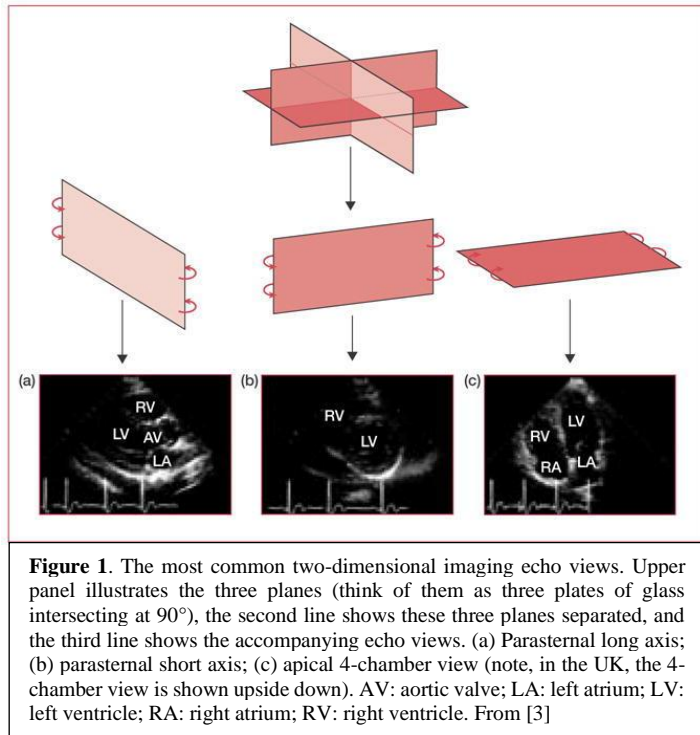 (a)
(b)
(c)
RV
LV
AV
LA
RV
LV
LV
RV
RA
LA
Figure 1. The most common two-dimensional imaging echo views. Upper
panel illustrates the three planes (think of them as three plates of glass
intersecting at 90°), the second line shows these three planes separated, and
the third line shows the accompanying echo views. (a) Parasternal long axis;
(b) parasternal short axis; (c) apical 4-chamber view (note, in the UK, the 4-
chamber view is shown upside down). AV: aortic valve; LA: left atrium; LV:
left ventricle; RA: right atrium; RV: right ventricle. From [3]